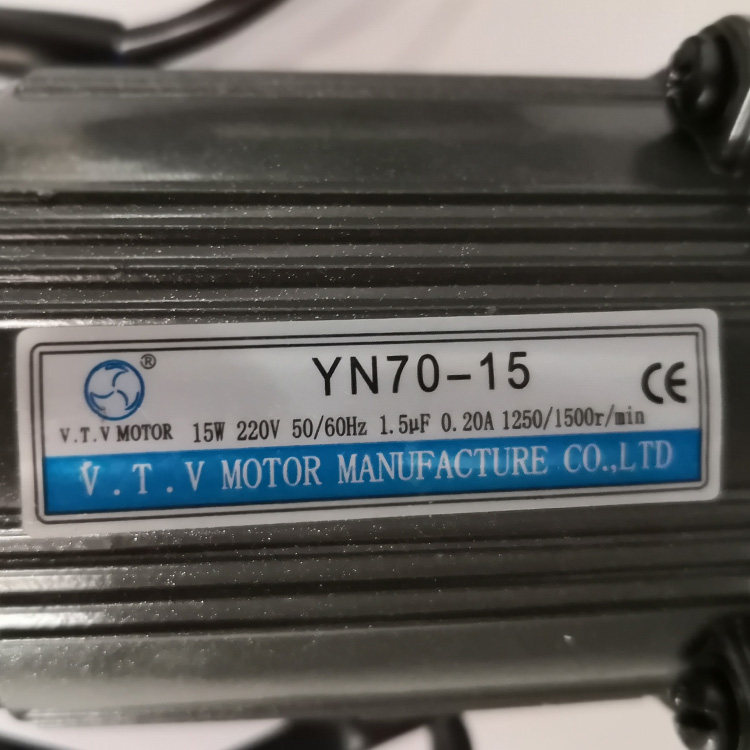 YN70-15
®
CE
V.T.V MOTOR
15W 220V 50/60Hz 1.5μF 0.20A 1250/1500r/min
V.T.V MOTOR MANUFACTURE CO.,LTD